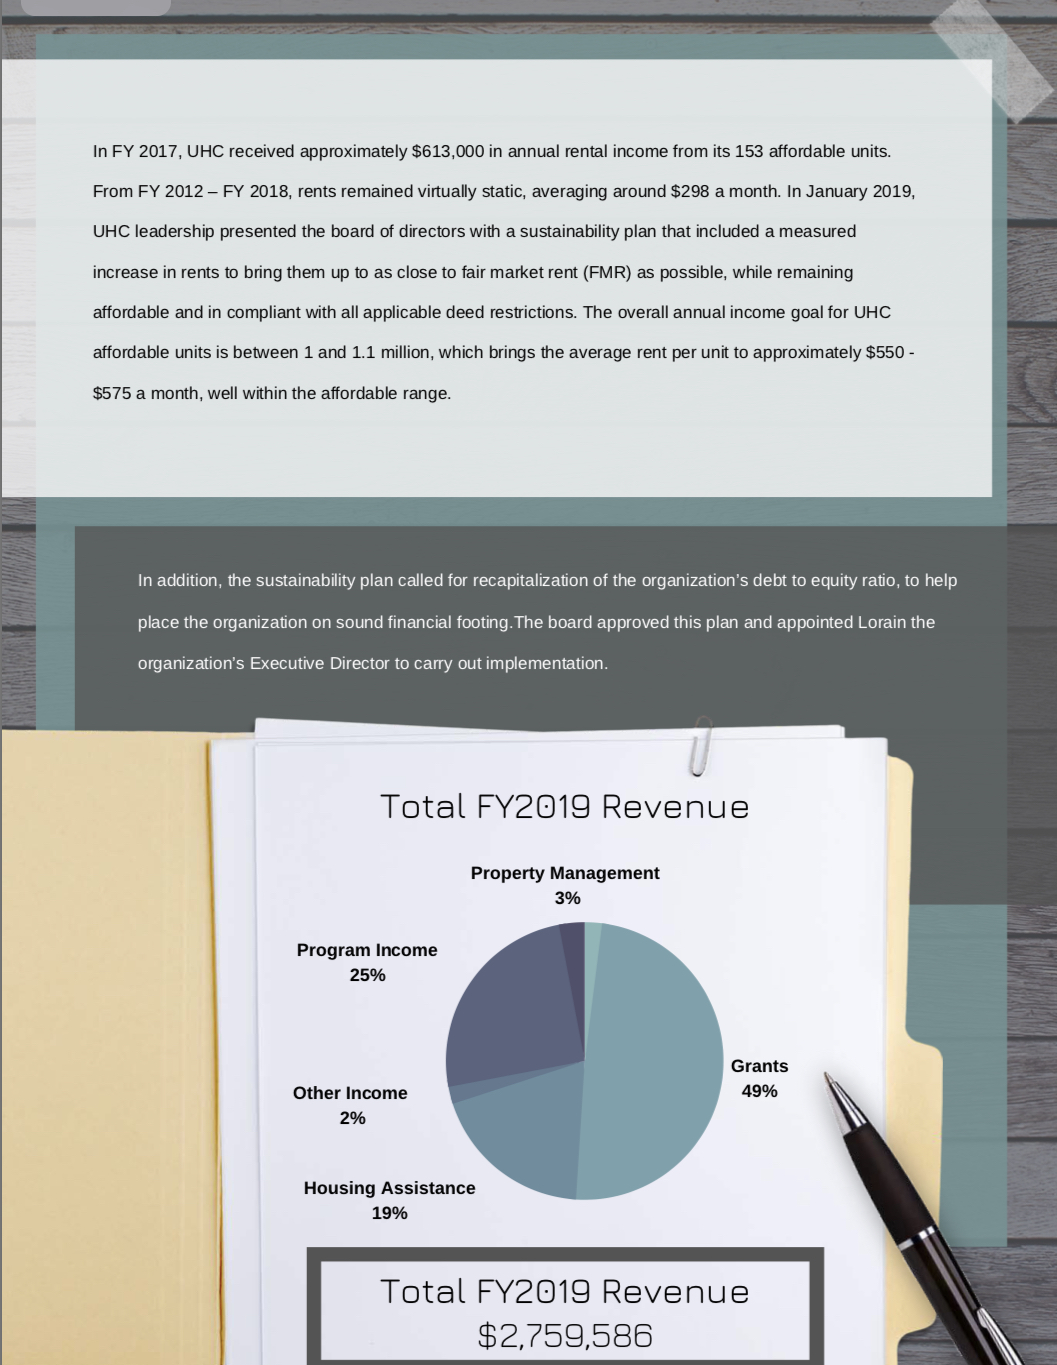 In FY 2017, UHC received approximately $613,000 in annual rental income from its 153 affordable units.
From FY 2012 – FY 2018, rents remained virtually static, averaging around $298 a month. In January 2019,
UHC leadership presented the board of directors with a sustainability plan that included a measured
increase in rents to bring them up to as close to fair market rent (FMR) as possible, while remaining
affordable and in compliant with all applicable deed restrictions. The overall annual income goal for UHC
affordable units is between 1 and 1.1 million, which brings the average rent per unit to approximately $550 -
$575 a month, well within the affordable range.
In addition, the sustainability plan called for recapitalization of the organization's debt to equity ratio, to help
place the organization on sound financial footing.The board approved this plan and appointed Lorain the
organization's Executive Director to carry out implementation.
Total FY2019 Revenue
Property Management
3%
Program Income
25%
Grants
49%
Other Income
2%
Housing Assistance
19%
Total FY2019 Revenue
$2,759,586